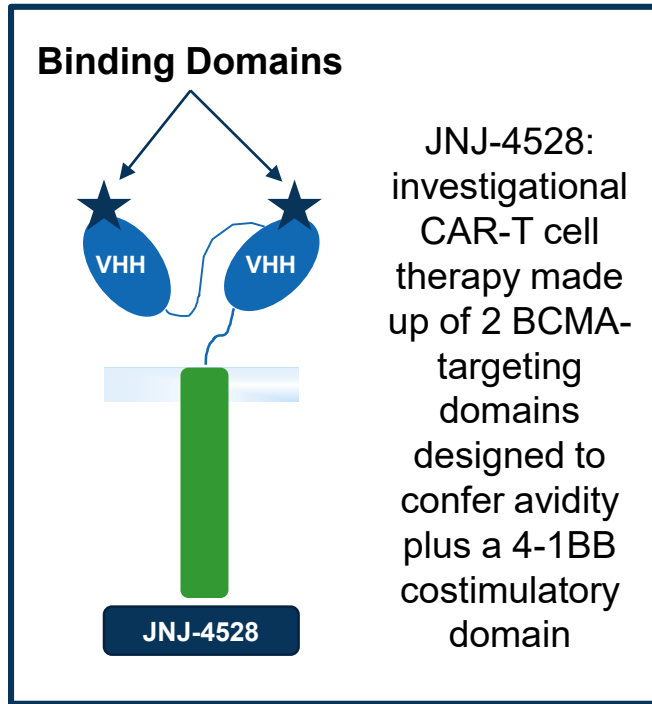 Binding Domains
VHH
VHH
JNJ-4528
JNJ-4528:
investigational
CAR-T cell
therapy made
up of 2 BCMA-
targeting
domains
designed to
confer avidity
plus a 4-1BB
costimulatory
domain